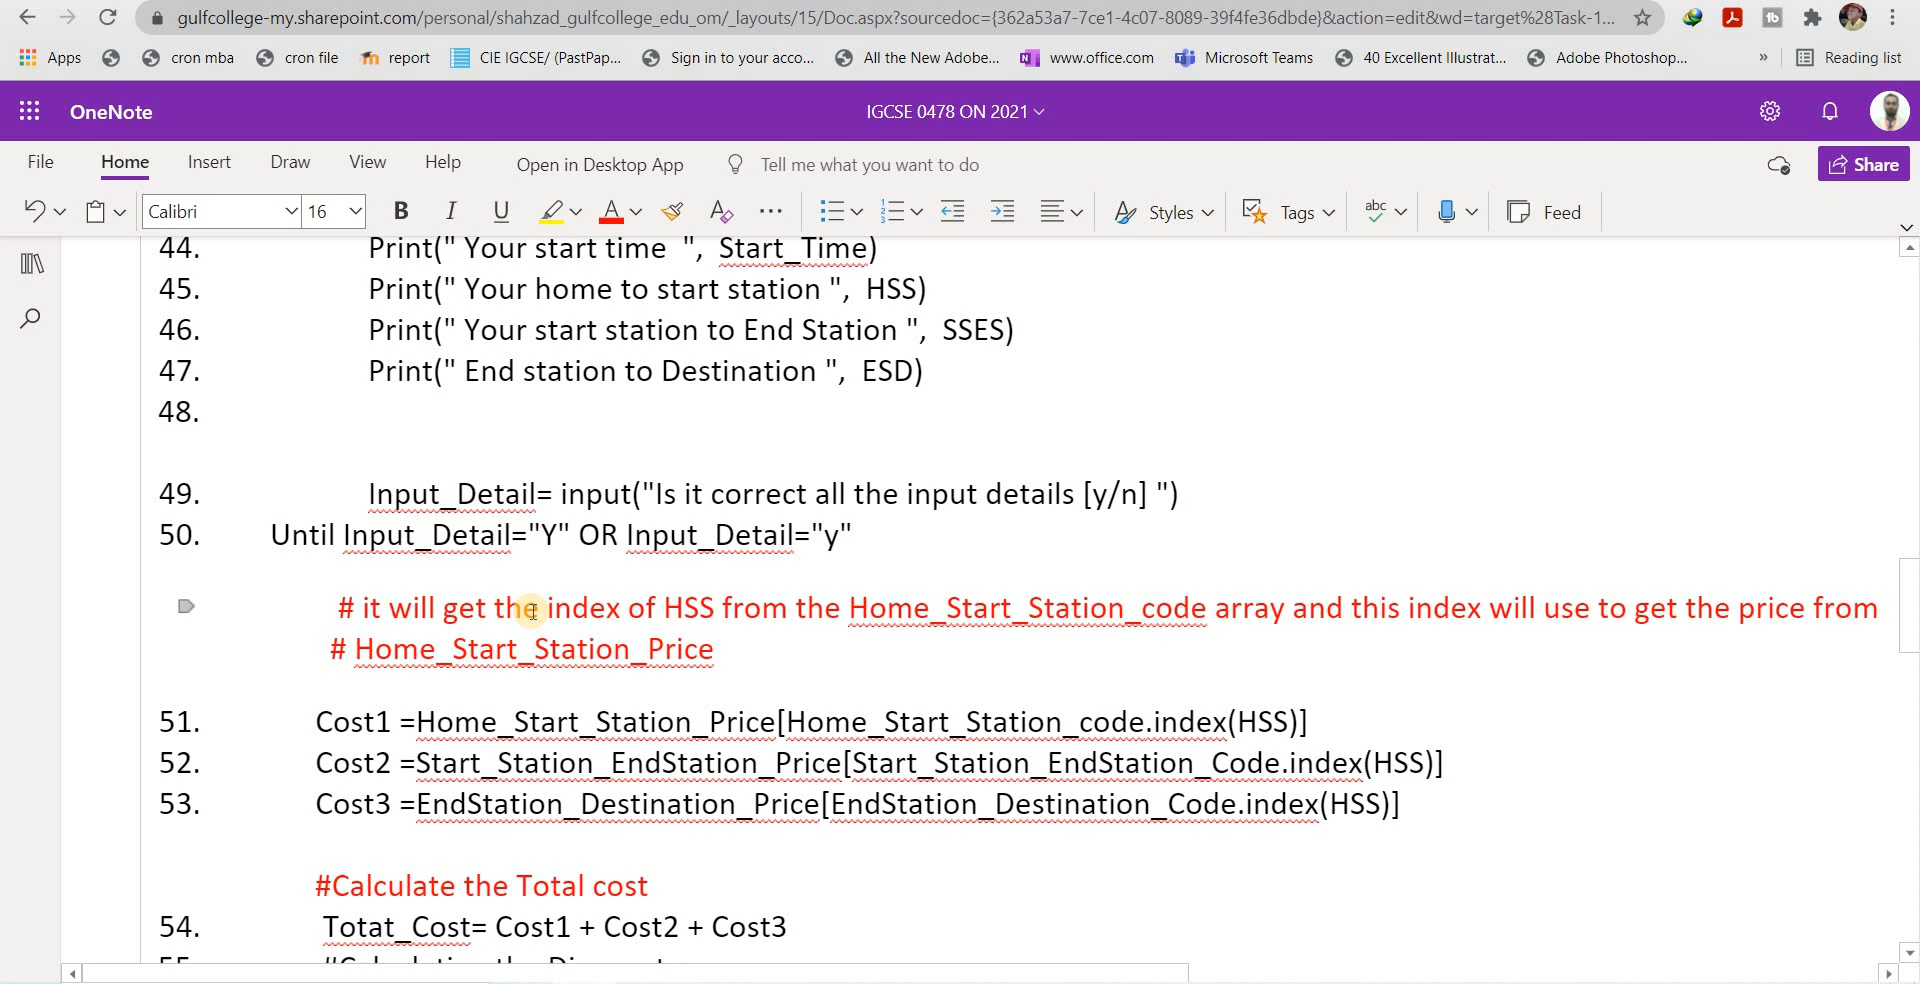 gulfcollege-my.sharepoint.com/personal/shahzad_gulfcollege_edu_om/_layouts/15/Doc.aspx?sourcedoc={362a53a7-7ce1-4c07-8089-39f4fe36dbde}&action=edit&wd=target%28Task-1...
Apps cron mba cron file report CIE IGCSE/ (PastPap... Sign in to your acco... All the New Adobe... www.office.com Microsoft Teams 40 Excellent Illustrat... Adobe Photoshop... » Reading list
OneNote IGCSE 0478 ON 2021
File Home Insert Draw View Help Open in Desktop App Tell me what you want to do Share
Calibri 16 B I U A Styles Tags abc Feed
44. Print(" Your start time ", Start_Time)
45. Print(" Your home to start station ", HSS)
46. Print(" Your start station to End Station ", SSES)
47. Print(" End station to Destination ", ESD)
48.
49. Input_Detail= input("Is it correct all the input details [y/n] ")
50. Until Input_Detail="Y" OR Input_Detail="y"
# it will get the index of HSS from the Home_Start_Station_code array and this index will use to get the price from
# Home_Start_Station_Price
51. Cost1 =Home_Start_Station_Price[Home_Start_Station_code.index(HSS)]
52. Cost2 =Start_Station_EndStation_Price[Start_Station_EndStation_Code.index(HSS)]
53. Cost3 =EndStation_Destination_Price[EndStation_Destination_Code.index(HSS)]
#Calculate the Total cost
54. Totat_Cost= Cost1 + Cost2 + Cost3